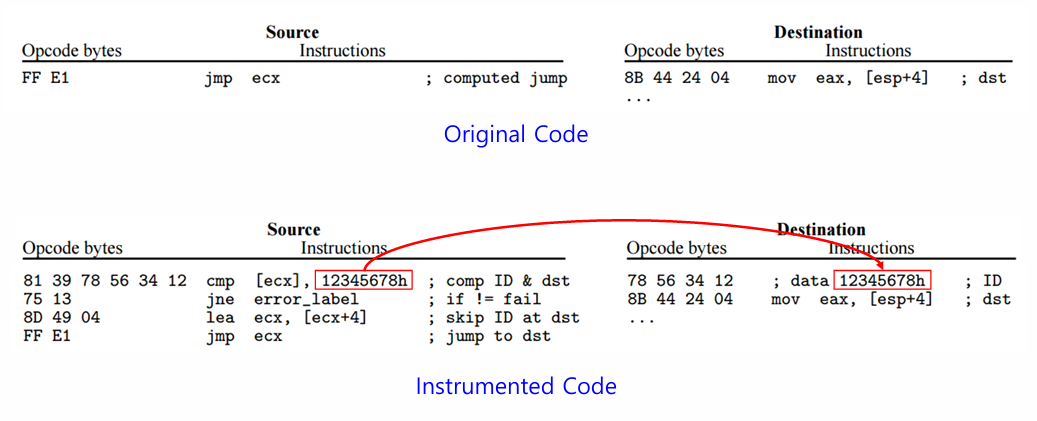 Source
Opcode bytes Instructions
FF E1 jmp ecx ; computed jump
Destination
Opcode bytes Instructions
8B 44 24 04 mov eax, [esp+4] ; dst
...
Original Code
Source
Opcode bytes Instructions
81 39 78 56 34 12 cmp [ecx], 12345678h ; comp ID & dst
75 13 jne error_label ; if != fail
8D 49 04 lea ecx, [ecx+4] ; skip ID at dst
FF E1 jmp ecx ; jump to dst
Destination
Opcode bytes Instructions
78 56 34 12 ; data 12345678h ; ID
8B 44 24 04 mov eax, [esp+4] ; dst
...
Instrumented Code